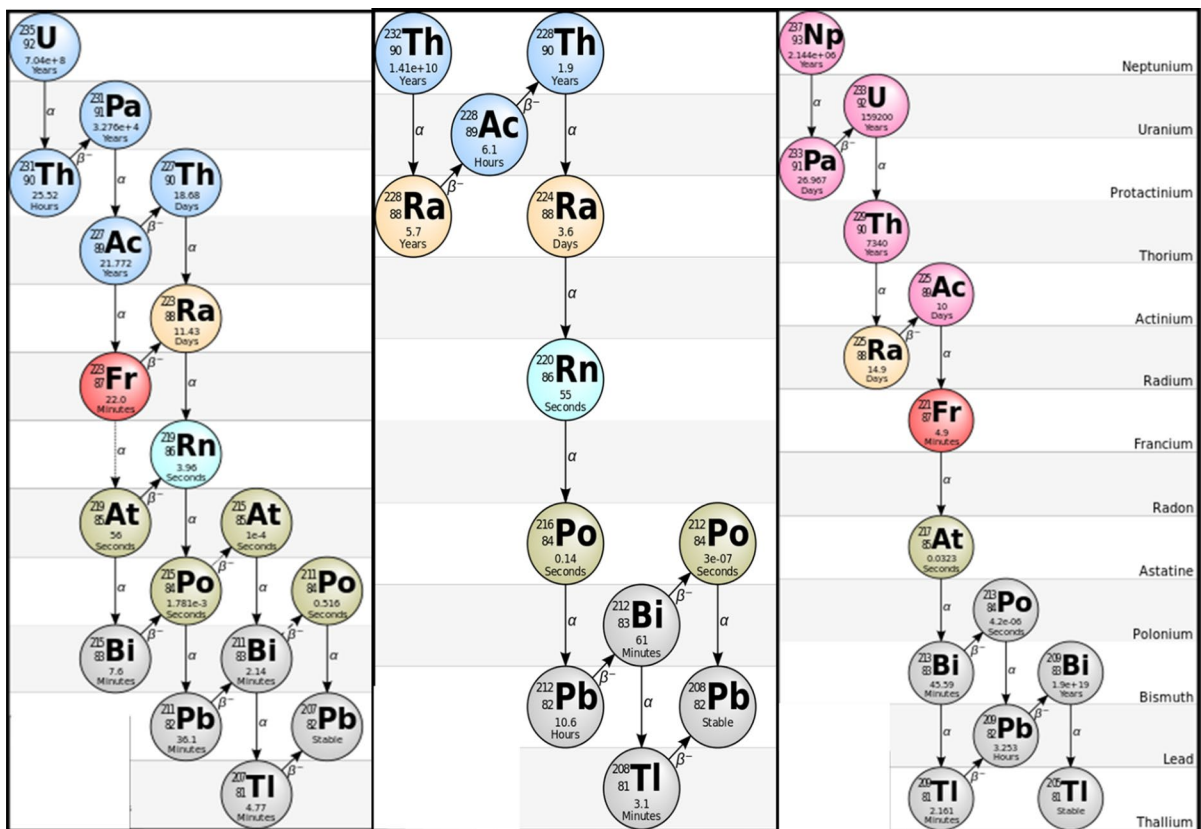 235
92 U
7.04e+8
Years
α
231
91 Pa
3.276e+4
Years
β⁻
231
90 Th
25.52
Hours
α
227
90 Th
18.68
Days
β⁻
227
89 Ac
21.772
Years
α
α
223
88 Ra
11.43
Days
β⁻
223
87 Fr
22.0
Minutes
α
α
219
86 Rn
3.96
Seconds
β⁻
219
85 At
56
Seconds
α
215
85 At
1e-4
Seconds
β⁻
α
215
84 Po
1.781e-3
Seconds
α
211
84 Po
0.516
Seconds
β⁻
215
83 Bi
7.6
Minutes
β⁻
α
211
83 Bi
2.14
Minutes
α
β⁻
211
82 Pb
36.1
Minutes
α
207
82 Pb
Stable
β⁻
207
81 Tl
4.77
Minutes
232
90 Th
1.41e+10
Years
228
90 Th
1.9
Years
β⁻
228
89 Ac
6.1
Hours
α
α
β⁻
228
88 Ra
5.7
Years
224
88 Ra
3.6
Days
α
220
86 Rn
55
Seconds
α
216
84 Po
0.14
Seconds
212
84 Po
3e-07
Seconds
β⁻
212
83 Bi
61
Minutes
α
α
β⁻
212
82 Pb
10.6
Hours
α
208
82 Pb
Stable
β⁻
208
81 Tl
3.1
Minutes
237
93 Np
2.144e+06
Years
Neptunium
α
233
92 U
159200
Years
Uranium
β⁻
233
91 Pa
26.967
Days
α
Protactinium
229
90 Th
7340
Years
Thorium
α
225
89 Ac
10
Days
Actinium
β⁻
225
88 Ra
14.9
Days
α
Radium
221
87 Fr
4.9
Minutes
Francium
α
Radon
217
85 At
0.0323
Seconds
Astatine
α
213
84 Po
4.2e-06
Seconds
Polonium
β⁻
213
83 Bi
45.59
Minutes
α
209
83 Bi
1.9e+19
Years
Bismuth
β⁻
α
209
82 Pb
3.253
Hours
α
Lead
β⁻
209
81 Tl
2.161
Minutes
205
81 Tl
Stable
Thallium